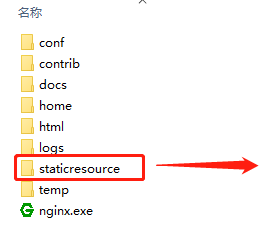 名称
conf
contrib
docs
home
html
logs
staticresource
temp
nginx.exe